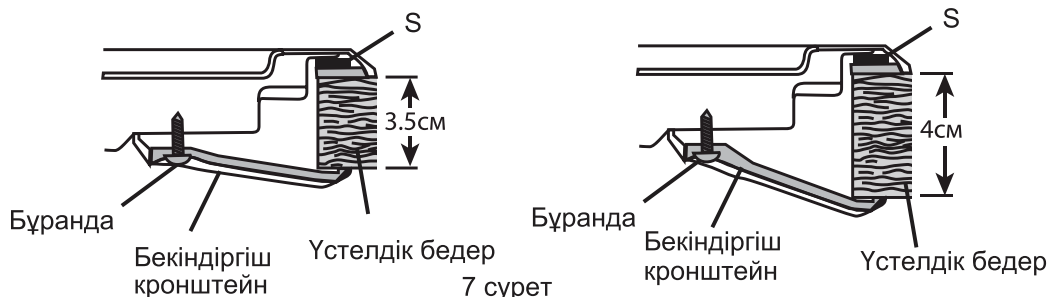 S
3.5см
Бұранда
Бекіндіргіш
кронштейн
Үстелдік бедер
S
4см
Бұранда
Бекіндіргіш
кронштейн
Үстелдік бедер
7 сурет